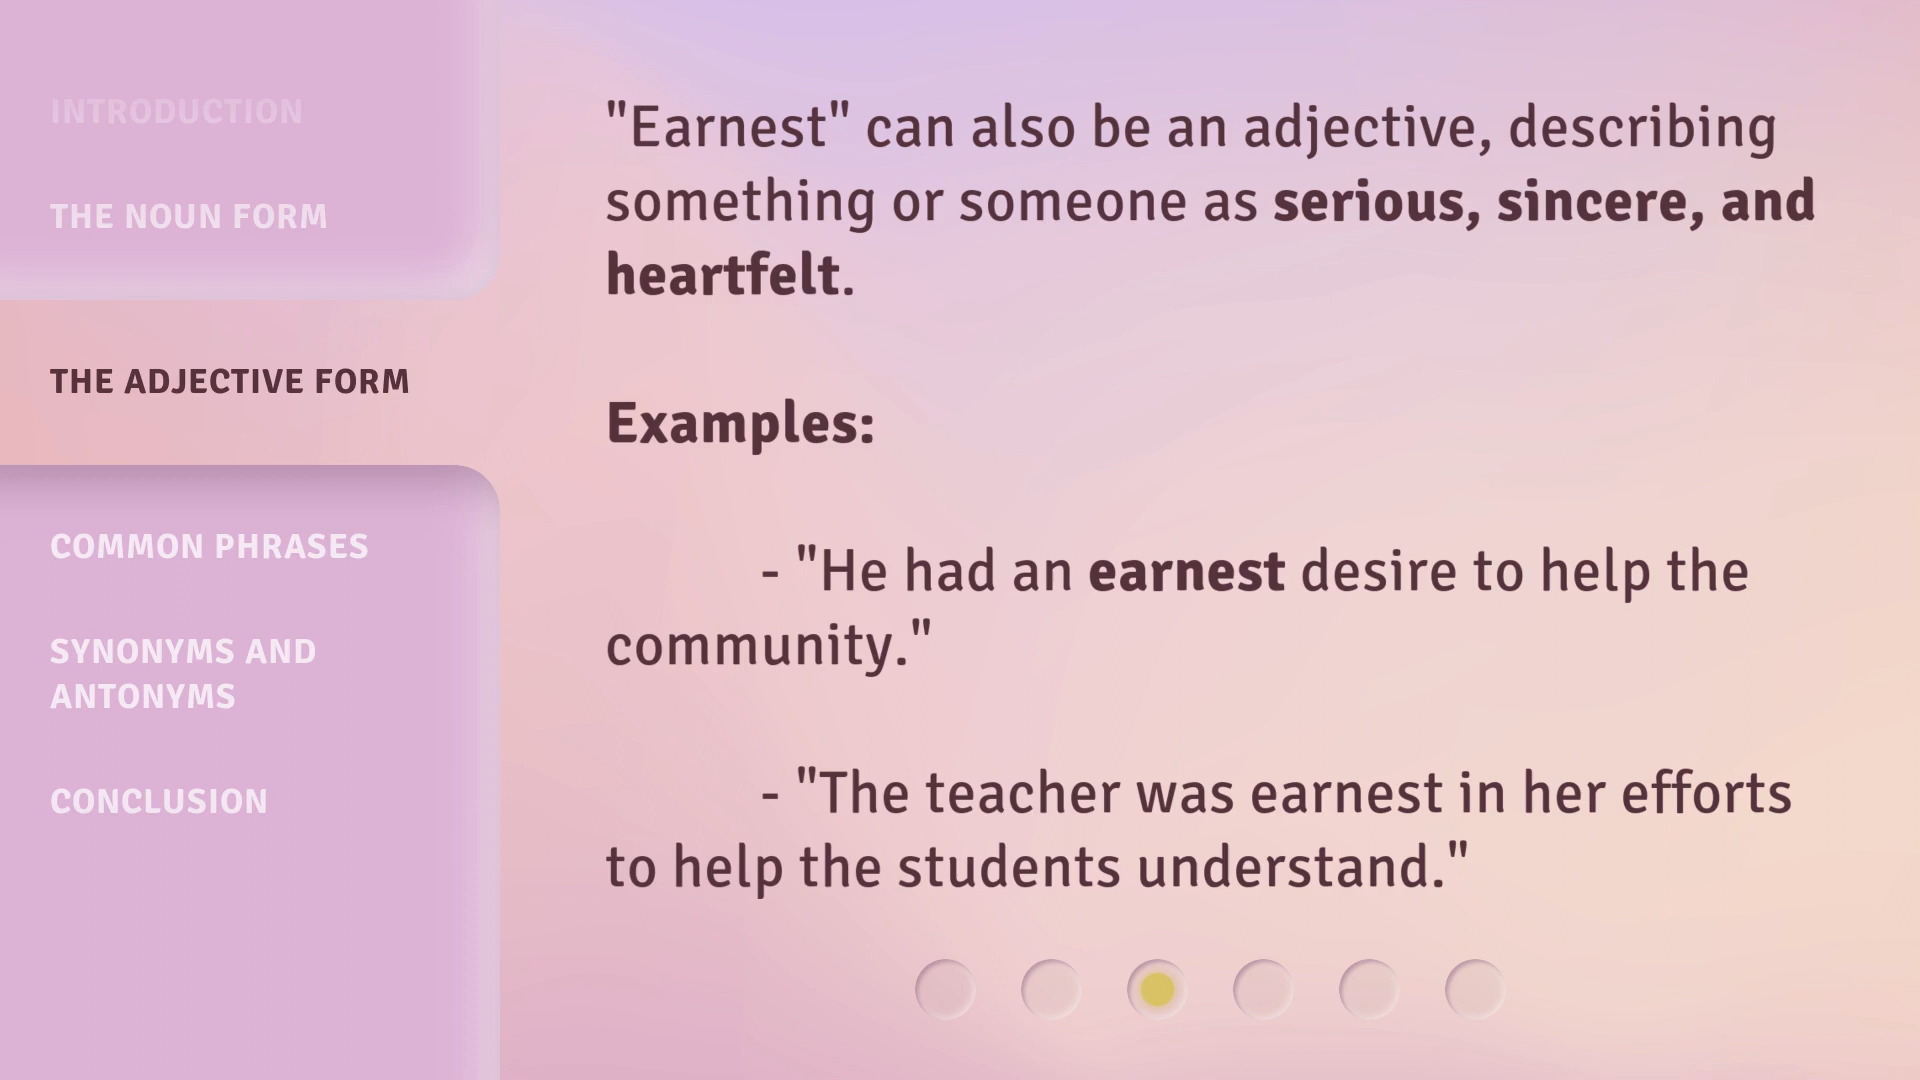 INTRODUCTION
THE NOUN FORM
THE ADJECTIVE FORM
COMMON PHRASES
SYNONYMS AND
ANTONYMS
CONCLUSION
"Earnest" can also be an adjective, describing
something or someone as serious, sincere, and
heartfelt.
Examples:
- "He had an earnest desire to help the
community."
- "The teacher was earnest in her efforts
to help the students understand."